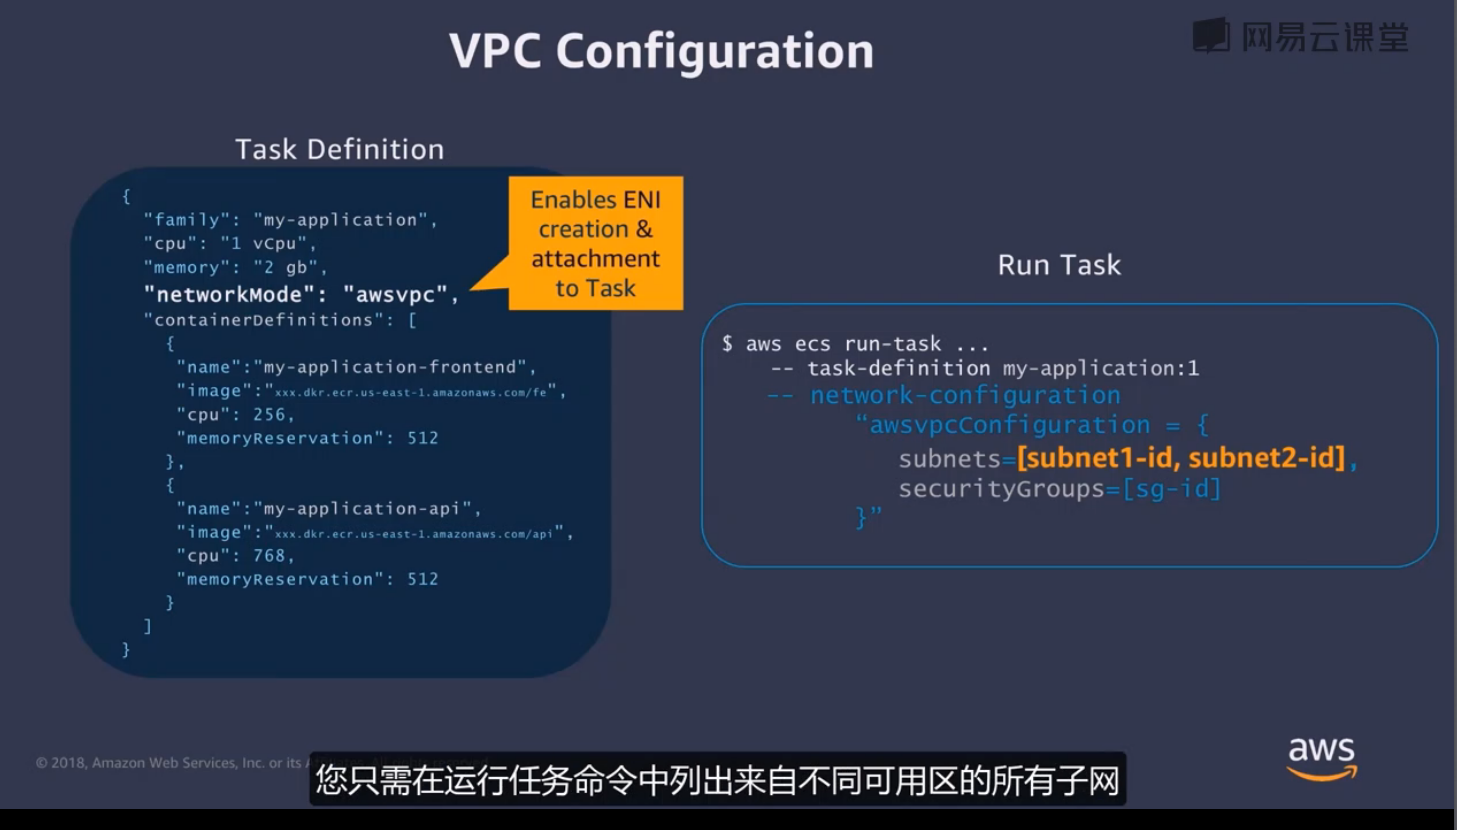 VPC Configuration
网易云课堂
Task Definition
{
"family": "my-application",
"cpu": "1 vCpu",
"memory": "2 gb",
"networkMode": "awsvpc",
"containerDefinitions": [
{
"name":"my-application-frontend",
"image":"xxx.dkr.ecr.us-east-1.amazonaws.com/fe",
"cpu": 256,
"memoryReservation": 512
},
{
"name":"my-application-api",
"image":"xxx.dkr.ecr.us-east-1.amazonaws.com/api",
"cpu": 768,
"memoryReservation": 512
}
]
}
Enables ENI
creation &
attachment
to Task
Run Task
$ aws ecs run-task ...
-- task-definition my-application:1
-- network-configuration
“awsvpcConfiguration = {
subnets=[subnet1-id, subnet2-id],
securityGroups=[sg-id]
}”
© 2018, Amazon Web Services, Inc. or its
aws
您只需在运行任务命令中列出来自不同可用区的所有子网